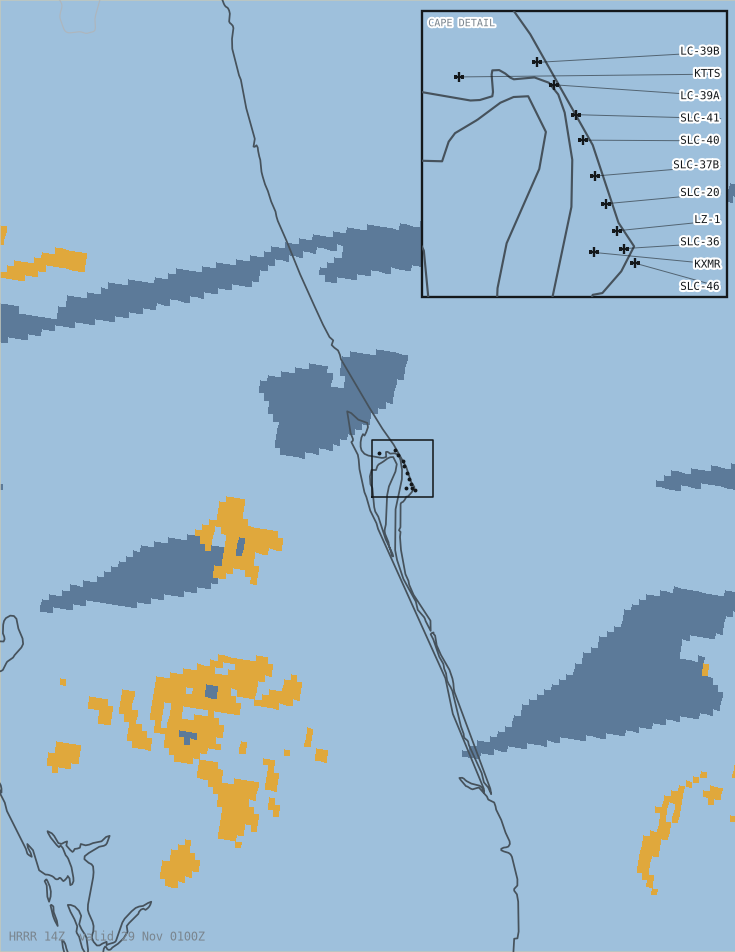 CAPE DETAIL
LC-39B
KTTS
LC-39A
SLC-41
SLC-40
SLC-37B
SLC-20
LZ-1
SLC-36
KXMR
SLC-46
HRRR 14Z valid 29 Nov 0100Z